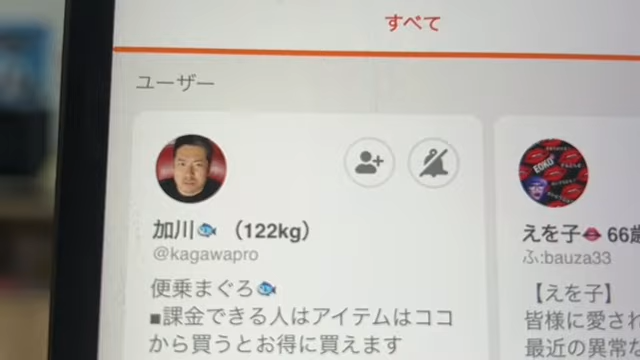 すべて
ユーザー
加川🐟（122kg）
@kagawapro
便乗まぐろ🐟
■課金できる人はアイテムはココ
から買うとお得に買えます
EOKO
えを子💋 66歳
ふ:bauza33
【えを子】
皆様に愛され
最近の異常な